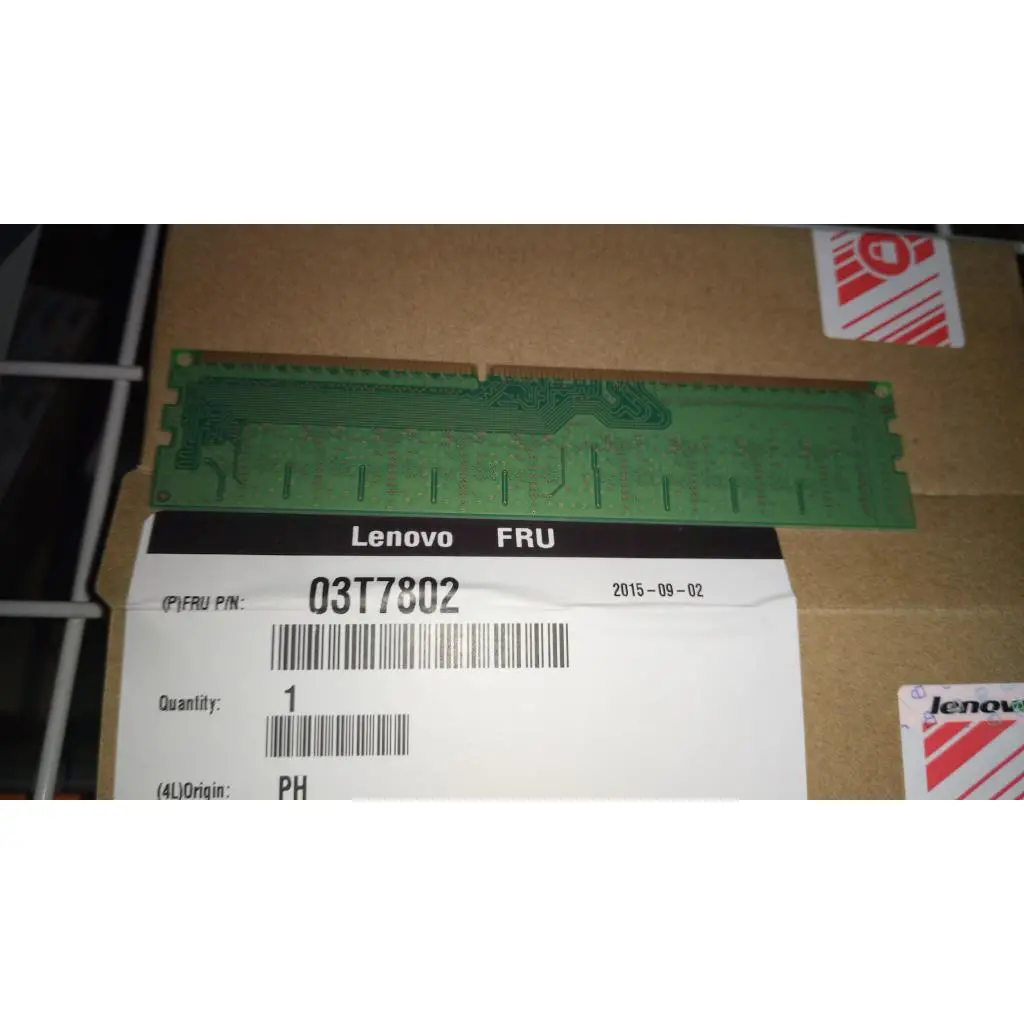 Lenovo FRU
(P)FRU P/N: 03T7802 2015-09-02
Quantity: 1
(4L)Origin: PH
lenovo